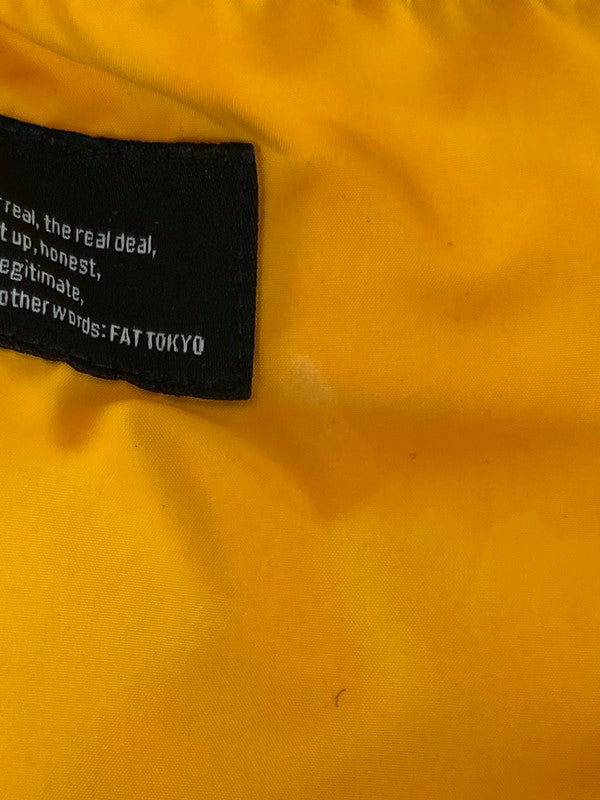 real, the real deal,
up, honest,
egitimate,
other words: FAT TOKYO